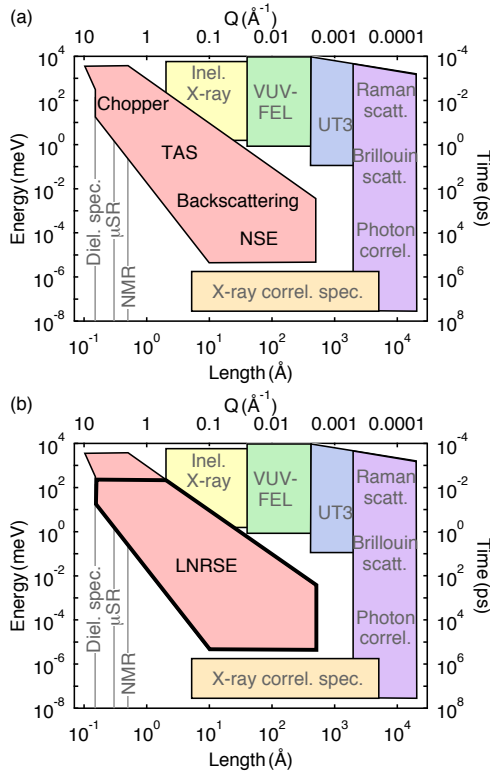 (a)
Q (Å⁻¹)
10 1 0.1 0.01 0.001 0.0001
10⁴ 10⁻⁴
10² 10⁻²
10⁰ 10⁰
10⁻² 10²
10⁻⁴ 10⁴
10⁻⁶ 10⁶
10⁻⁸ 10⁸
Energy (meV)
Time (ps)
Chopper
TAS
Backscattering
NSE
Inel.
X-ray
VUV-
FEL
UT3
Raman
scatt.
Brillouin
scatt.
Photon
correl.
X-ray correl. spec.
Diel. spec.
μSR
NMR
10⁻¹ 10⁰ 10¹ 10² 10³ 10⁴
Length (Å)
(b)
Q (Å⁻¹)
10 1 0.1 0.01 0.001 0.0001
10⁴ 10⁻⁴
10² 10⁻²
10⁰ 10⁰
10⁻² 10²
10⁻⁴ 10⁴
10⁻⁶ 10⁶
10⁻⁸ 10⁸
Energy (meV)
Time (ps)
LNRSE
Inel.
X-ray
VUV-
FEL
UT3
Raman
scatt.
Brillouin
scatt.
Photon
correl.
X-ray correl. spec.
Diel. spec.
μSR
NMR
10⁻¹ 10⁰ 10¹ 10² 10³ 10⁴
Length (Å)